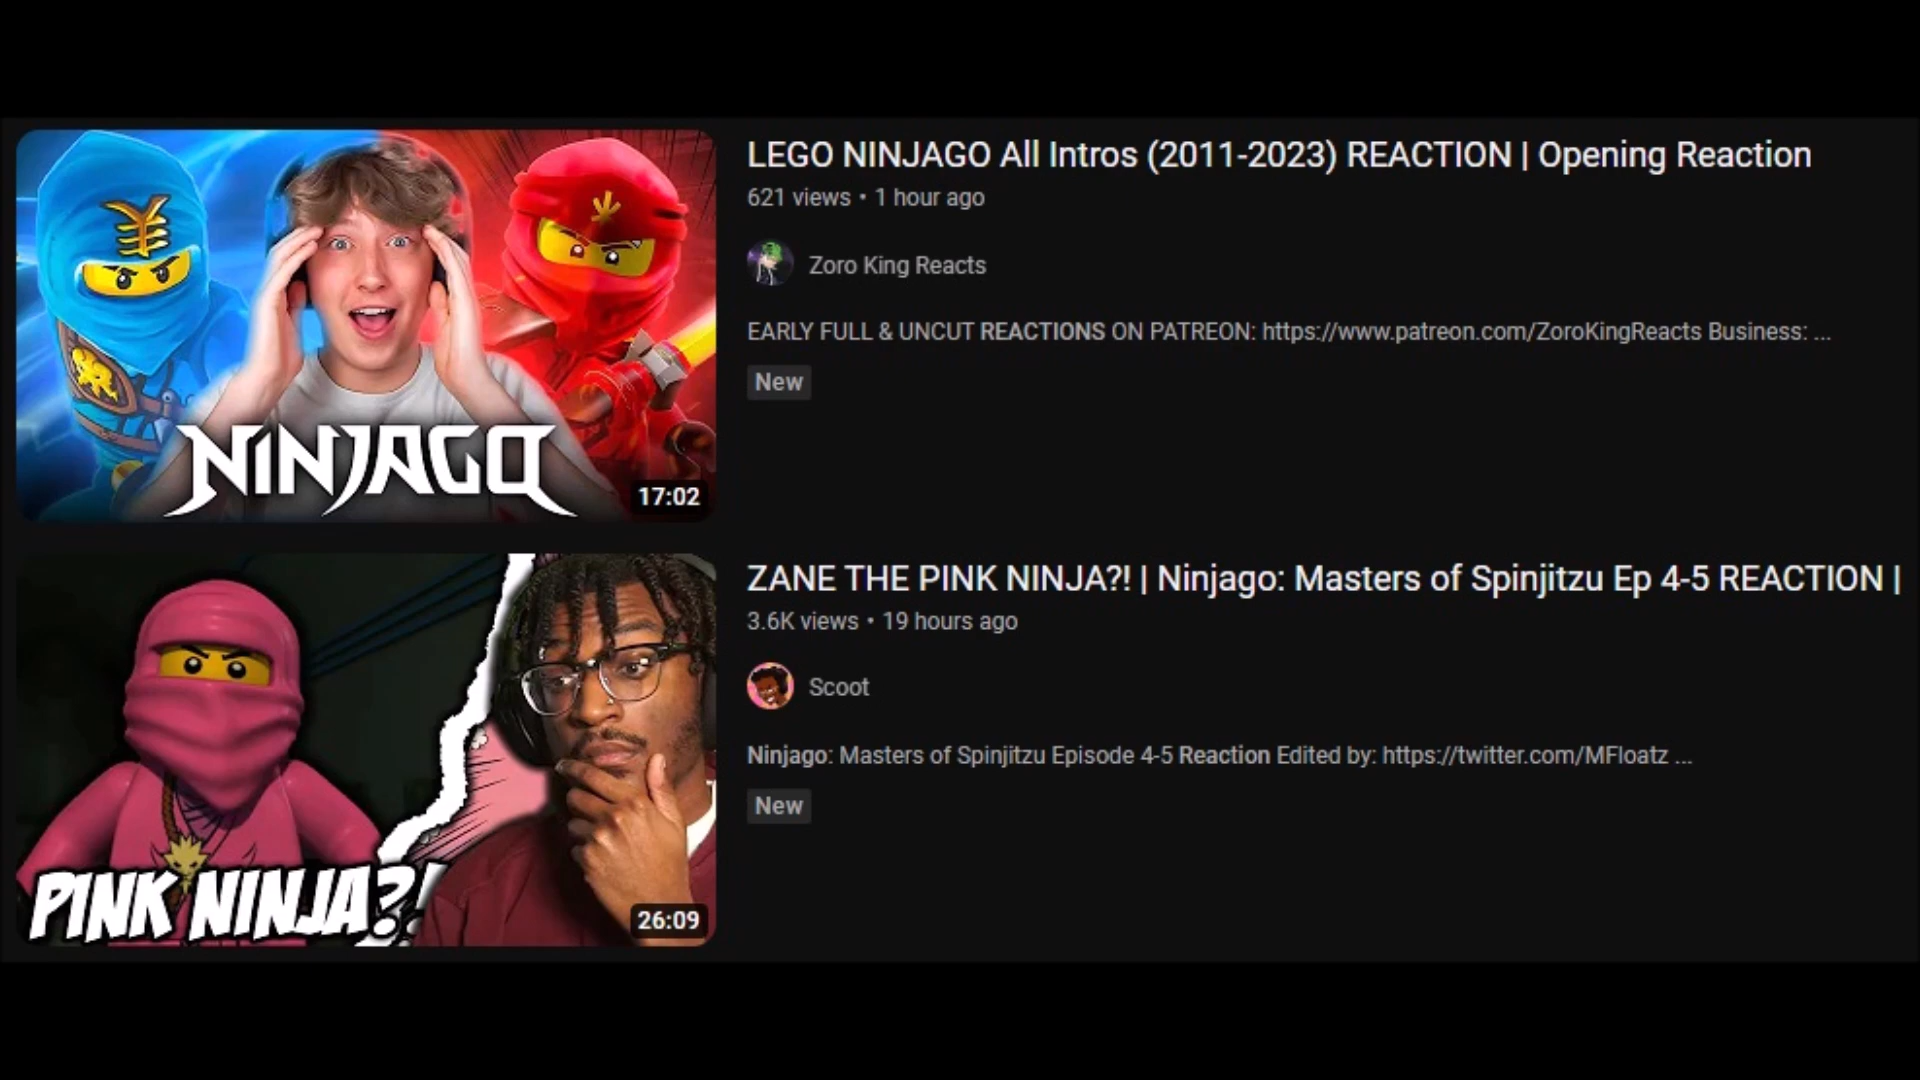 NINJAGO
17:02
LEGO NINJAGO All Intros (2011-2023) REACTION | Opening Reaction
621 views • 1 hour ago
Zoro King Reacts
EARLY FULL & UNCUT REACTIONS ON PATREON: https://www.patreon.com/ZoroKingReacts Business: ...
New
PINK NINJA?!
26:09
ZANE THE PINK NINJA?! | Ninjago: Masters of Spinjitzu Ep 4-5 REACTION |
3.6K views • 19 hours ago
Scoot
Ninjago: Masters of Spinjitzu Episode 4-5 Reaction Edited by: https://twitter.com/MFloatz ...
New